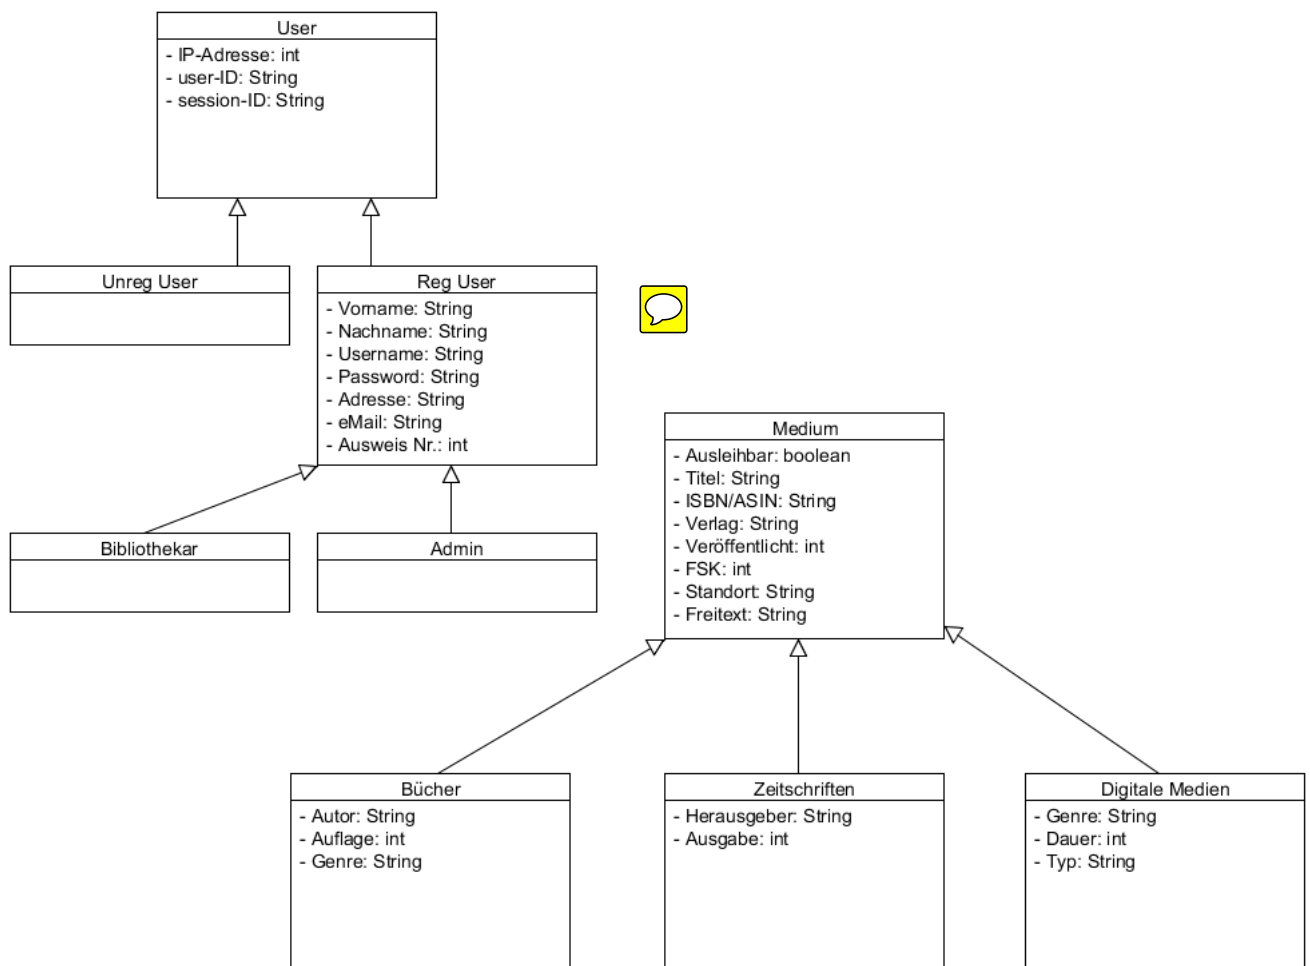 User
- IP-Adresse: int
- user-ID: String
- session-ID: String
Unreg User
Reg User
- Vorname: String
- Nachname: String
- Username: String
- Password: String
- Adresse: String
- eMail: String
- Ausweis Nr.: int
Bibliothekar
Admin
Medium
- Ausleihbar: boolean
- Titel: String
- ISBN/ASIN: String
- Verlag: String
- Veröffentlicht: int
- FSK: int
- Standort: String
- Freitext: String
Bücher
- Autor: String
- Auflage: int
- Genre: String
Zeitschriften
- Herausgeber: String
- Ausgabe: int
Digitale Medien
- Genre: String
- Dauer: int
- Typ: String